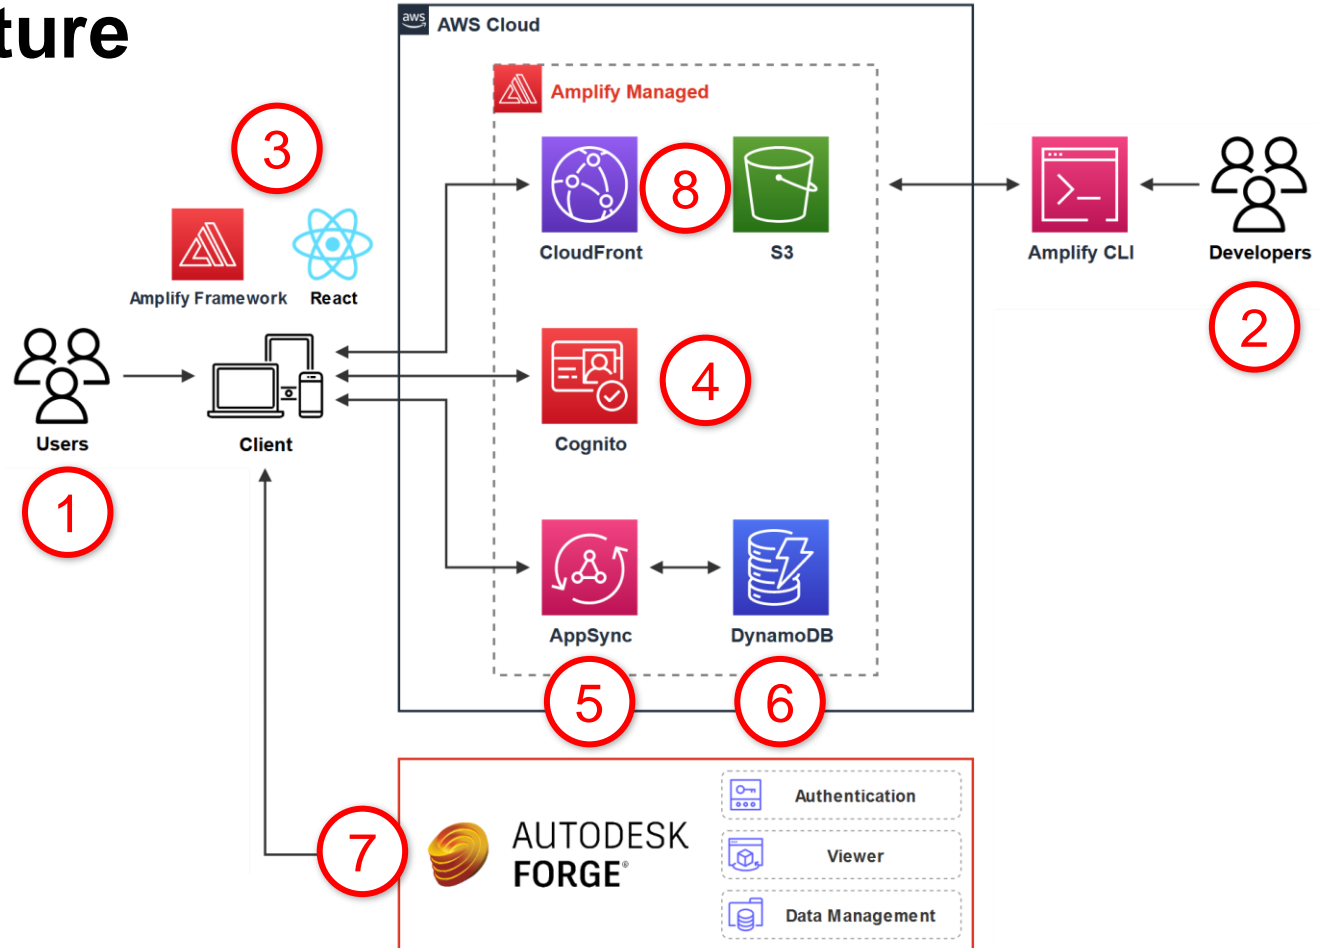 ture
aws
AWS Cloud
Amplify Managed
3
8
CloudFront
S3
Amplify CLI
Developers
Amplify Framework
React
2
4
Users
Client
Cognito
1
AppSync
DynamoDB
5
6
7
AUTODESK
FORGE®
Authentication
Viewer
Data Management